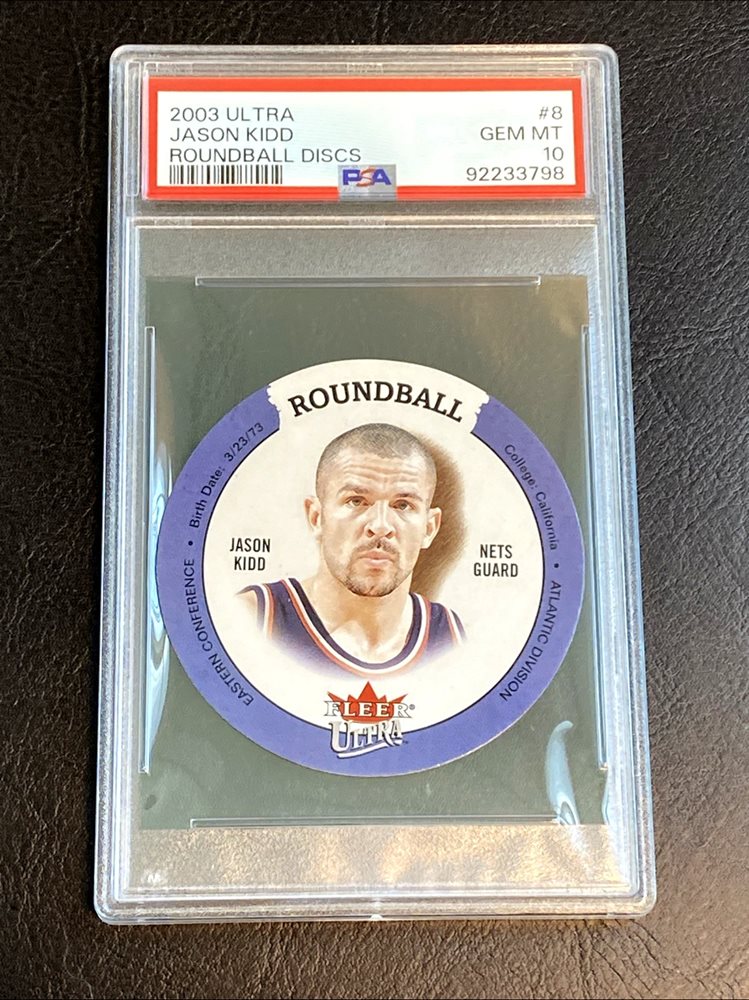 2003 ULTRA #8
JASON KIDD GEM MT
ROUNDBALL DISCS 10
PSA 92233798
ROUNDBALL
EASTERN CONFERENCE • Birth Date: 3/23/73
College: California • ATLANTIC DIVISION
JASON
KIDD
NETS
GUARD
FLEER®
ULTRA